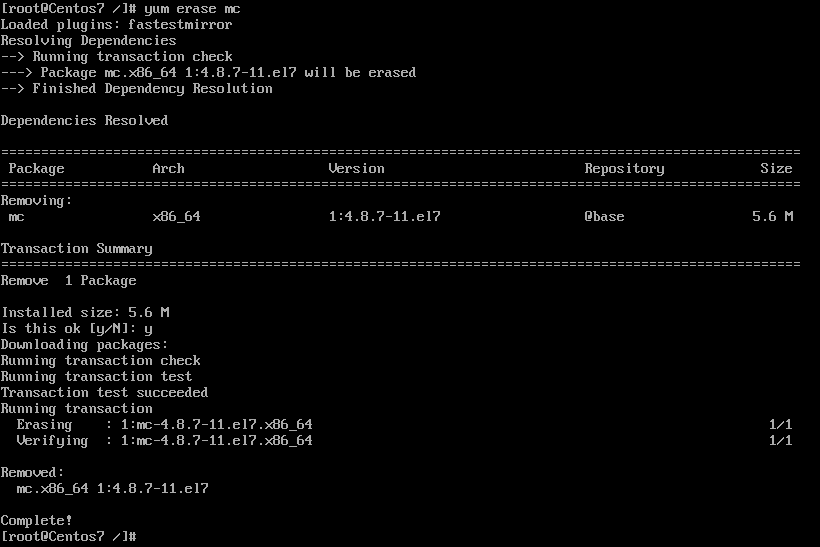 [root@Centos7 /]# yum erase mc
Loaded plugins: fastestmirror
Resolving Dependencies
--> Running transaction check
---> Package mc.x86_64 1:4.8.7-11.el7 will be erased
--> Finished Dependency Resolution

Dependencies Resolved

====================================================================================================
 Package           Arch                  Version                         Repository            Size
====================================================================================================
Removing:
 mc                x86_64                1:4.8.7-11.el7                  @base                5.6 M

Transaction Summary
====================================================================================================
Remove  1 Package

Installed size: 5.6 M
Is this ok [y/N]: y
Downloading packages:
Running transaction check
Running transaction test
Transaction test succeeded
Running transaction
  Erasing    : 1:mc-4.8.7-11.el7.x86_64                                                         1/1
  Verifying  : 1:mc-4.8.7-11.el7.x86_64                                                         1/1

Removed:
  mc.x86_64 1:4.8.7-11.el7

Complete!
[root@Centos7 /]#